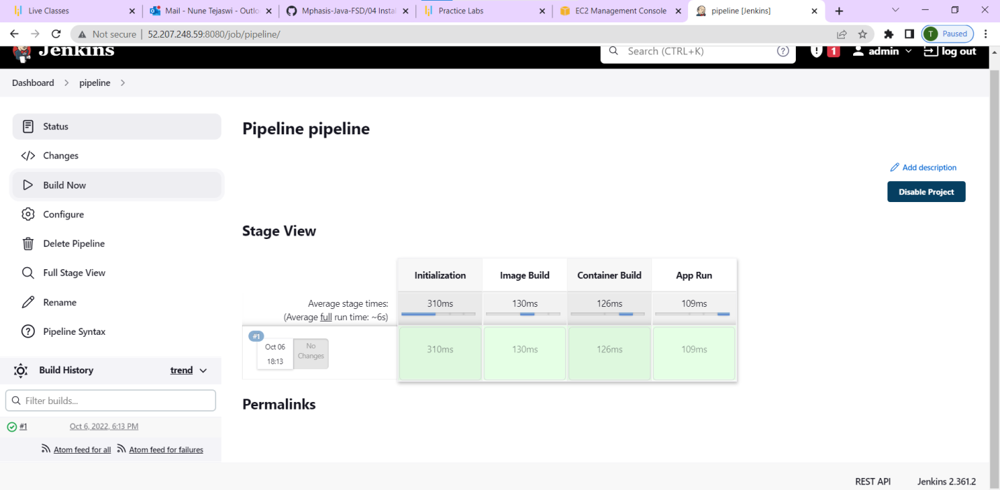 Live Classes
Mail - Nune Tejaswi - Outlo
Mphasis-Java-FSD/04 Instal
Practice Labs
EC2 Management Console
pipeline [Jenkins]
Not secure | 52.207.248.59:8080/job/pipeline/
T Paused
Jenkins
Search (CTRL+K)
1
admin
log out
Dashboard
pipeline
Status
Changes
Build Now
Configure
Delete Pipeline
Full Stage View
Rename
Pipeline Syntax
Build History
trend
Filter builds...
#1
Oct 6, 2022, 6:13 PM
Atom feed for all
Atom feed for failures
Pipeline pipeline
Add description
Disable Project
Stage View
Initialization
Image Build
Container Build
App Run
Average stage times:
(Average full run time: ~6s)
310ms
130ms
126ms
109ms
#1
Oct 06
18:13
No
Changes
310ms
130ms
126ms
109ms
Permalinks
REST API
Jenkins 2.361.2